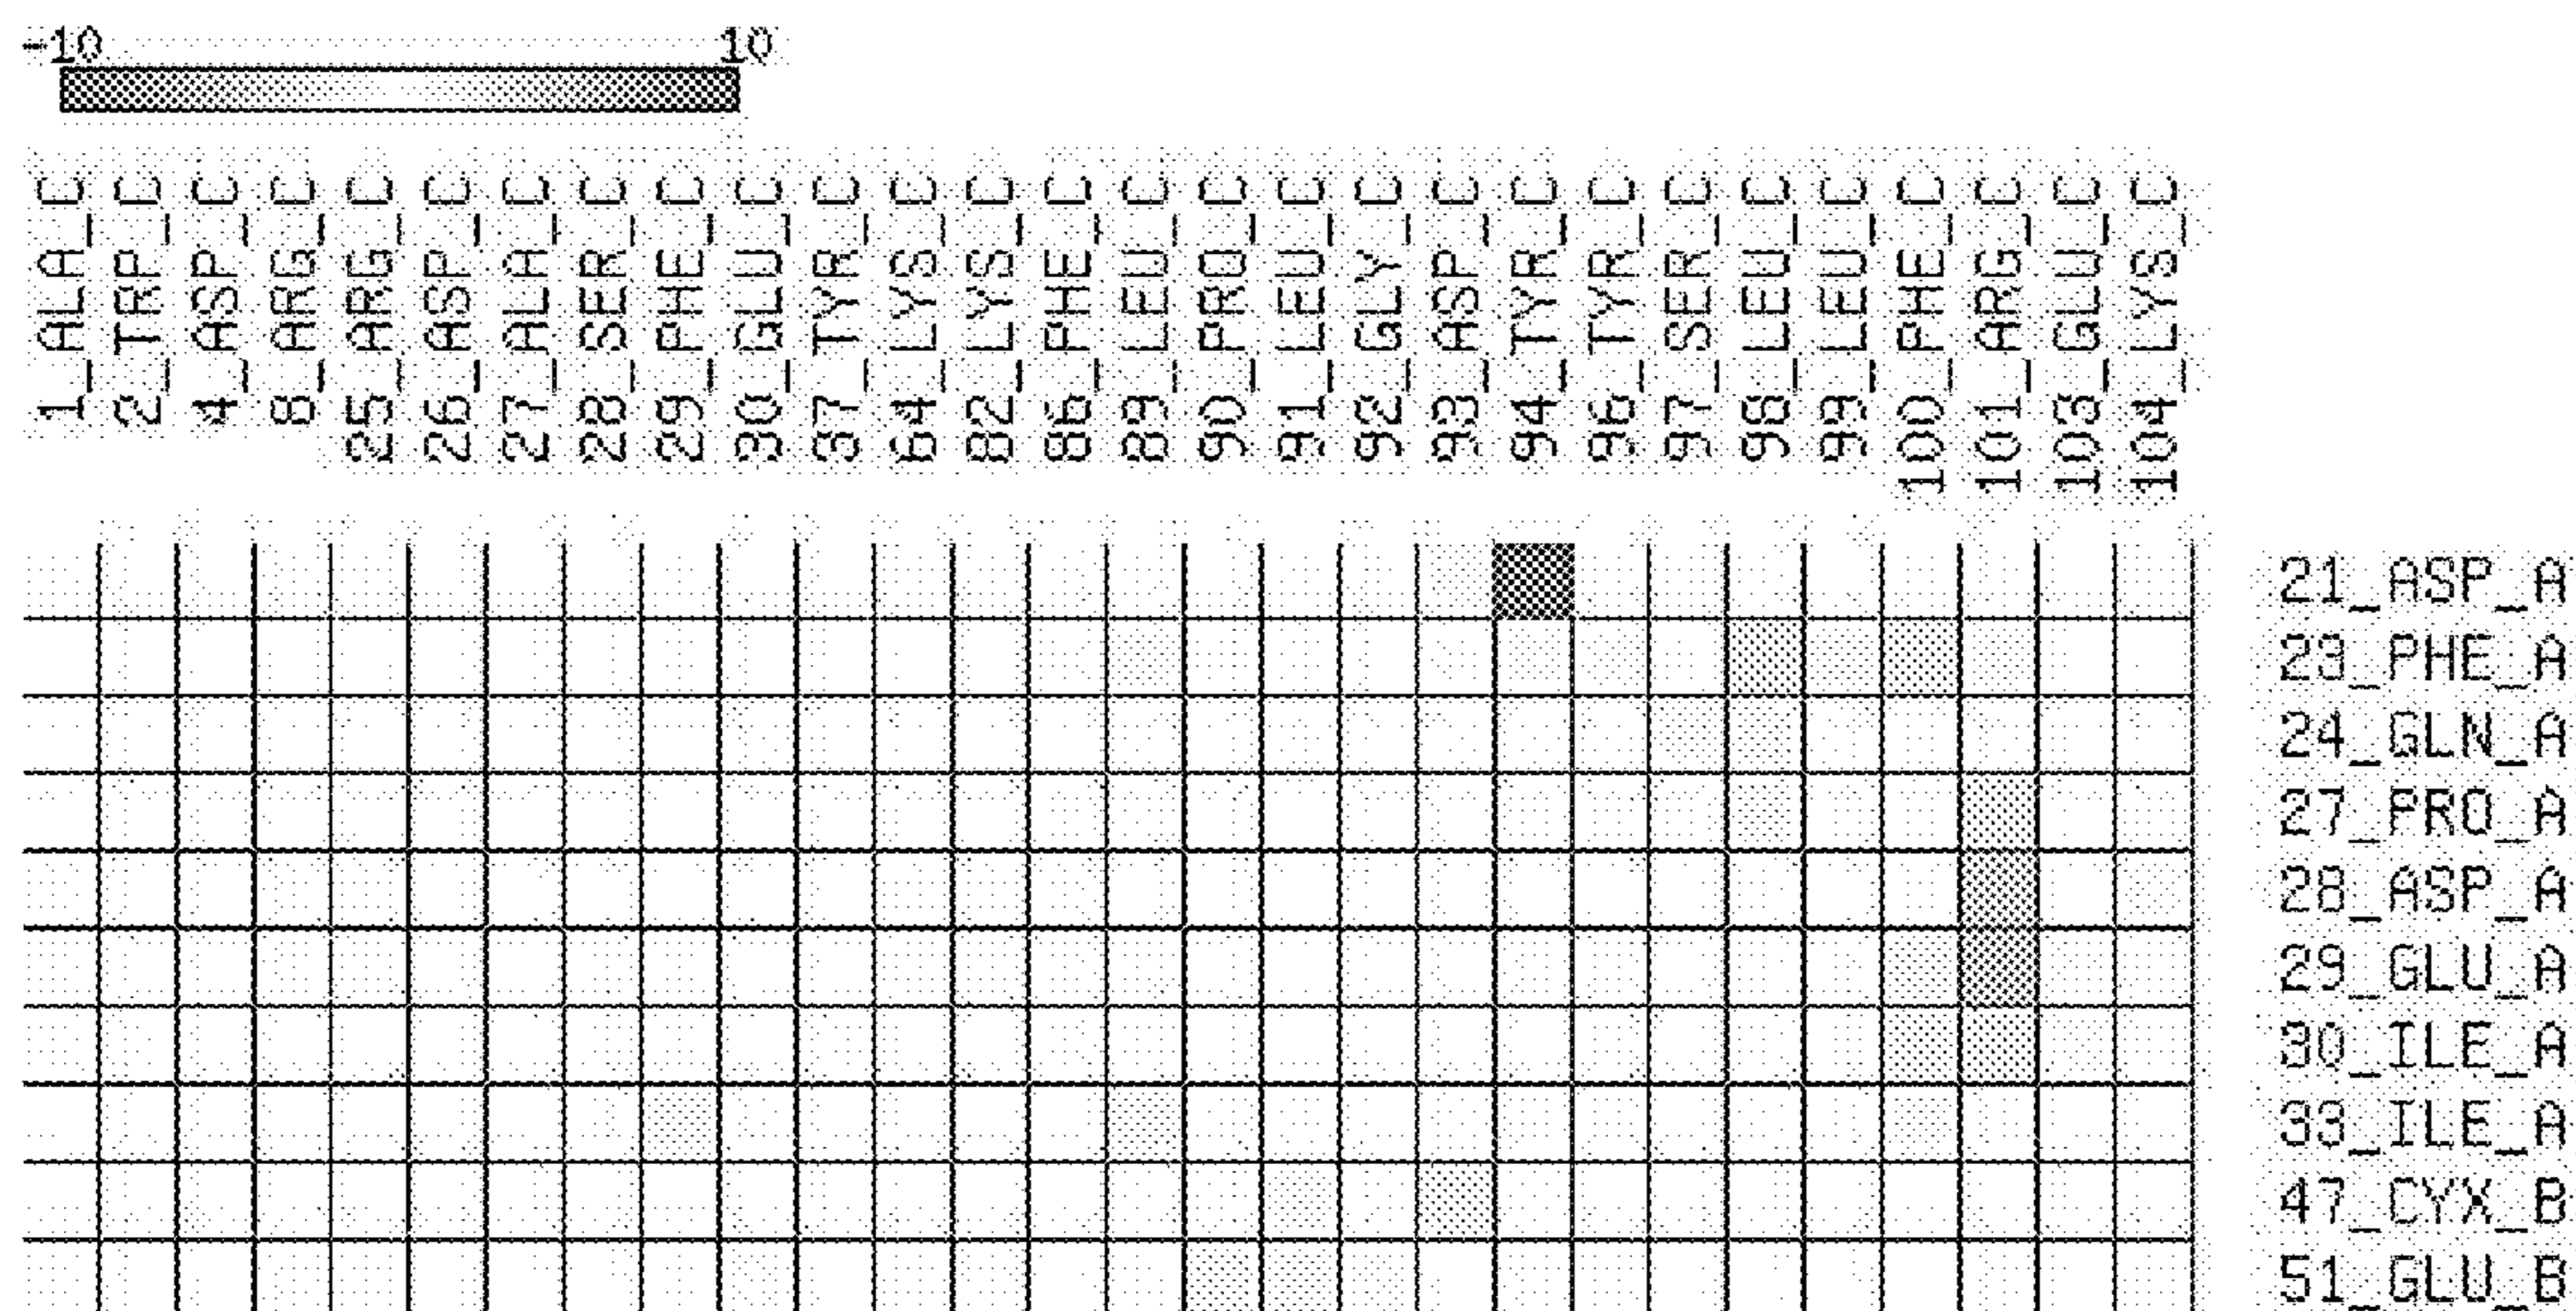 -10 10
1_ALA_C
2_TRP_C
4_ASP_C
8_ARG_C
25_ARG_C
26_ASP_C
27_ALA_C
28_SER_C
29_PHE_C
30_GLU_C
37_TYR_C
64_LYS_C
82_LYS_C
86_PHE_C
89_LEU_C
90_PRO_C
91_LEU_C
92_GLY_C
93_ASP_C
94_TYR_C
96_TYR_C
97_SER_C
98_LEU_C
99_LEU_C
100_PHE_C
101_ARG_C
103_GLU_C
104_LYS_C
21_ASP_A
23_PHE_A
24_GLN_A
27_PRO_A
28_ASP_A
29_GLU_A
30_ILE_A
33_ILE_A
47_CYX_B
51_GLU_B